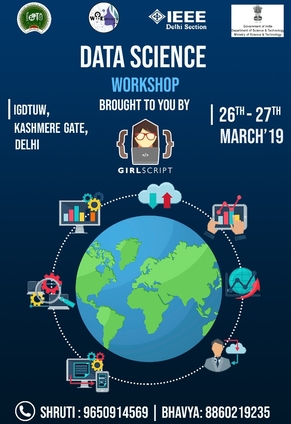 IEEE
Delhi Section
Government of India
Department of Science & Technology
Ministry of Science & Technology
DATA SCIENCE
WORKSHOP
BROUGHT TO YOU BY
IGDTUW,
KASHMERE GATE,
DELHI
26TH - 27TH
MARCH'19
GIRLSCRIPT
SHRUTI : 9650914569 | BHAVYA: 8860219235